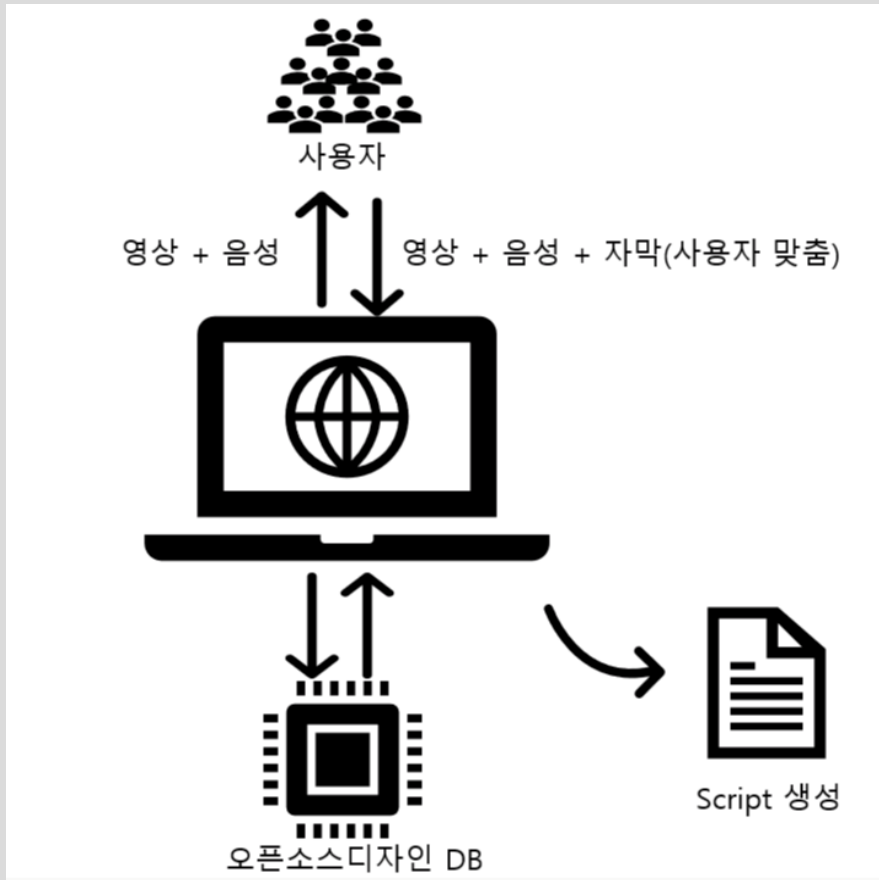 사용자
영상 + 음성
영상 + 음성 + 자막(사용자 맞춤)
Script 생성
오픈소스디자인 DB